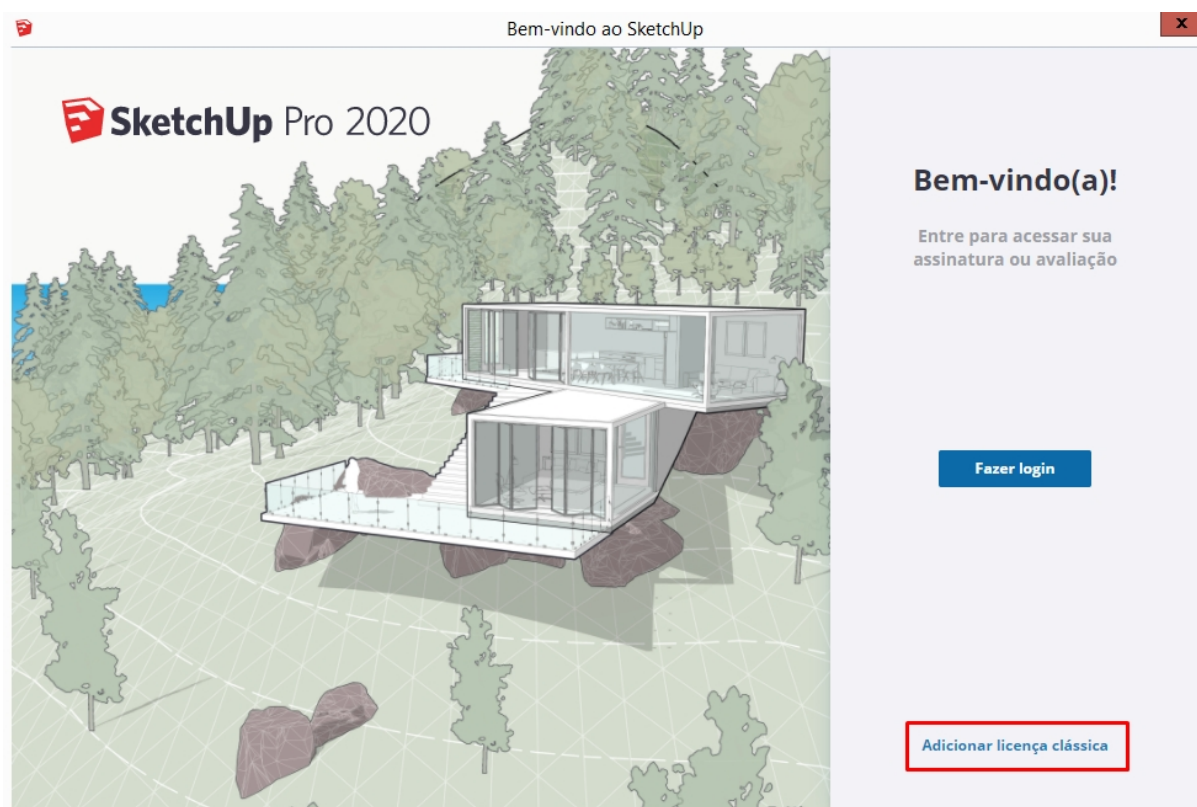 Bem-vindo ao SketchUp
x
SketchUp Pro 2020
Bem-vindo(a)!
Entre para acessar sua
assinatura ou avaliação
Fazer login
Adicionar licença clássica